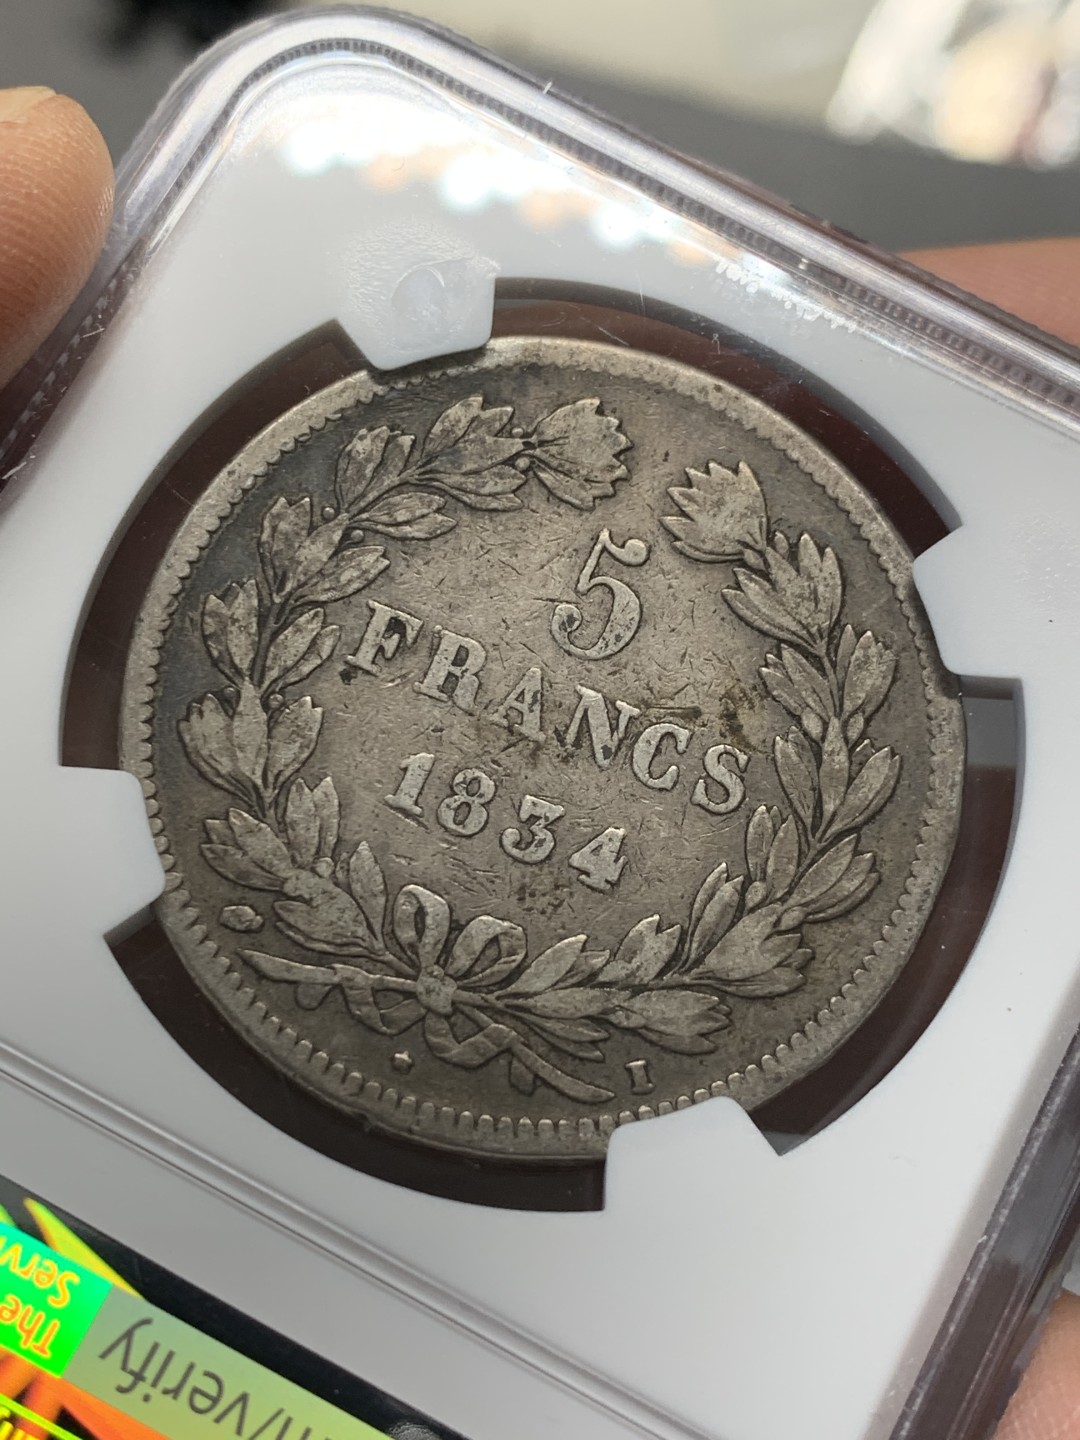 5
FRANCS
1834
I
The
Serv
m/verify